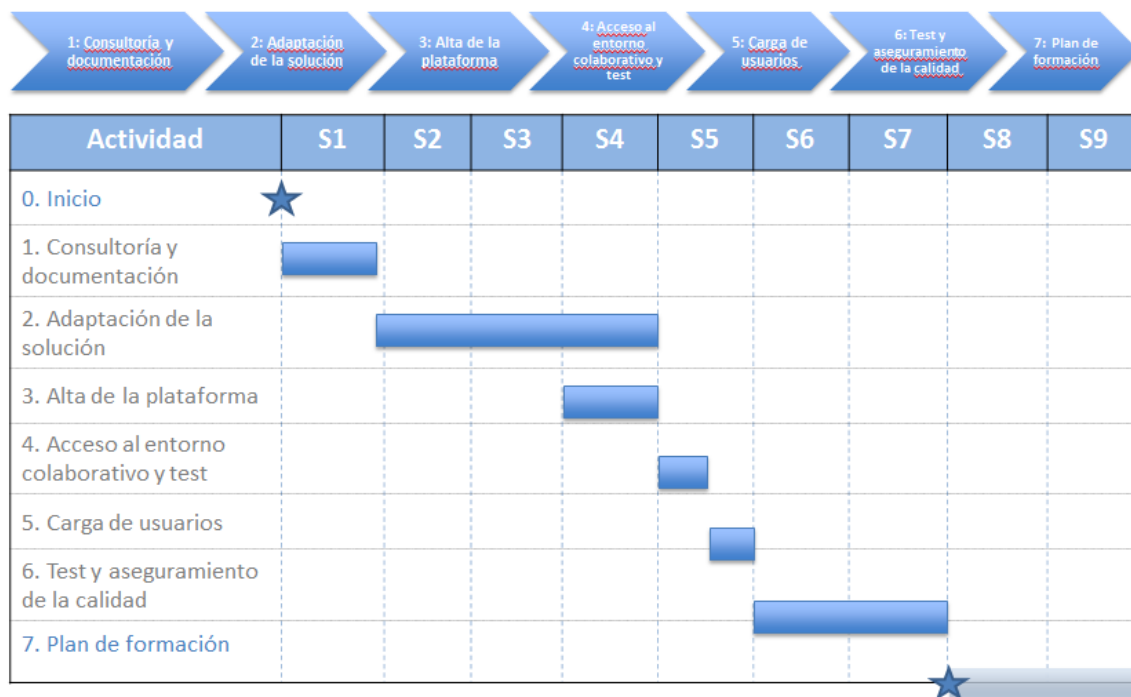 1: Consultoría y
documentación
2: Adaptación
de la solución
3: Alta de la
plataforma
4: Acceso al
entorno
colaborativo y
test
5: Carga de
usuarios
6: Test y
aseguramiento
de la calidad
7: Plan de
formación
Actividad S1 S2 S3 S4 S5 S6 S7 S8 S9
0. Inicio
1. Consultoría y
documentación
2. Adaptación de la
solución
3. Alta de la plataforma
4. Acceso al entorno
colaborativo y test
5. Carga de usuarios
6. Test y aseguramiento
de la calidad
7. Plan de formación